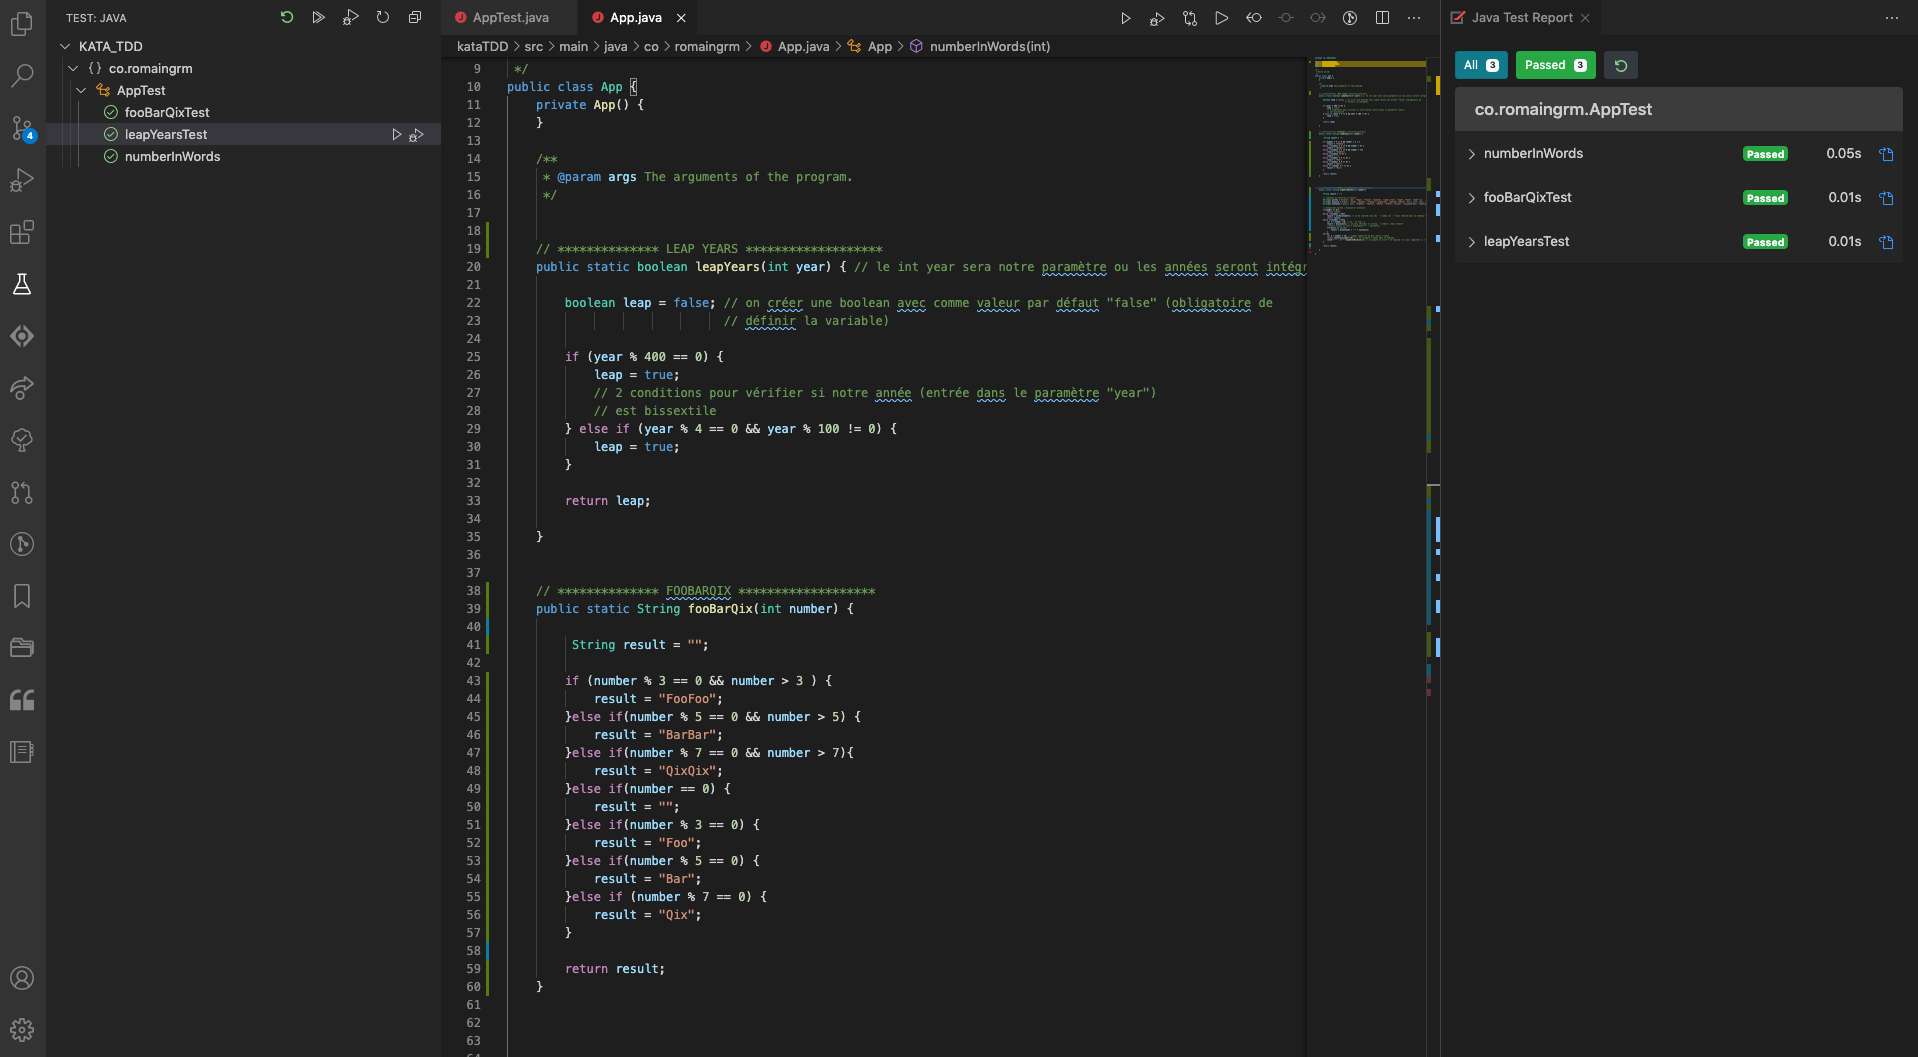 TEST: JAVA
KATA_TDD
{} co.romaingrm
AppTest
fooBarQixTest
leapYearsTest
numberInWords
4
AppTest.java
App.java
kataTDD > src > main > java > co > romaingrm > App.java > App > numberInWords(int)
9 */
10 public class App {
11 private App() {
12 }
13
14 /**
15 * @param args The arguments of the program.
16 */
17
18
19 // ************** LEAP YEARS *******************
20 public static boolean leapYears(int year) { // le int year sera notre paramètre ou les années seront intégr
21
22 boolean leap = false; // on créer une boolean avec comme valeur par défaut "false" (obligatoire de
23 // définir la variable)
24
25 if (year % 400 == 0) {
26 leap = true;
27 // 2 conditions pour vérifier si notre année (entrée dans le paramètre "year")
28 // est bissextile
29 } else if (year % 4 == 0 && year % 100 != 0) {
30 leap = true;
31 }
32
33 return leap;
34
35 }
36
37
38 // ************** FOOBARQIX *******************
39 public static String fooBarQix(int number) {
40
41 String result = "";
42
43 if (number % 3 == 0 && number > 3 ) {
44 result = "FooFoo";
45 }else if(number % 5 == 0 && number > 5) {
46 result = "BarBar";
47 }else if(number % 7 == 0 && number > 7){
48 result = "QixQix";
49 }else if(number == 0) {
50 result = "";
51 }else if(number % 3 == 0) {
52 result = "Foo";
53 }else if(number % 5 == 0) {
54 result = "Bar";
55 }else if (number % 7 == 0) {
56 result = "Qix";
57 }
58
59 return result;
60 }
61
62
63
Java Test Report
All 3
Passed 3
co.romaingrm.AppTest
numberInWords Passed 0.05s
fooBarQixTest Passed 0.01s
leapYearsTest Passed 0.01s